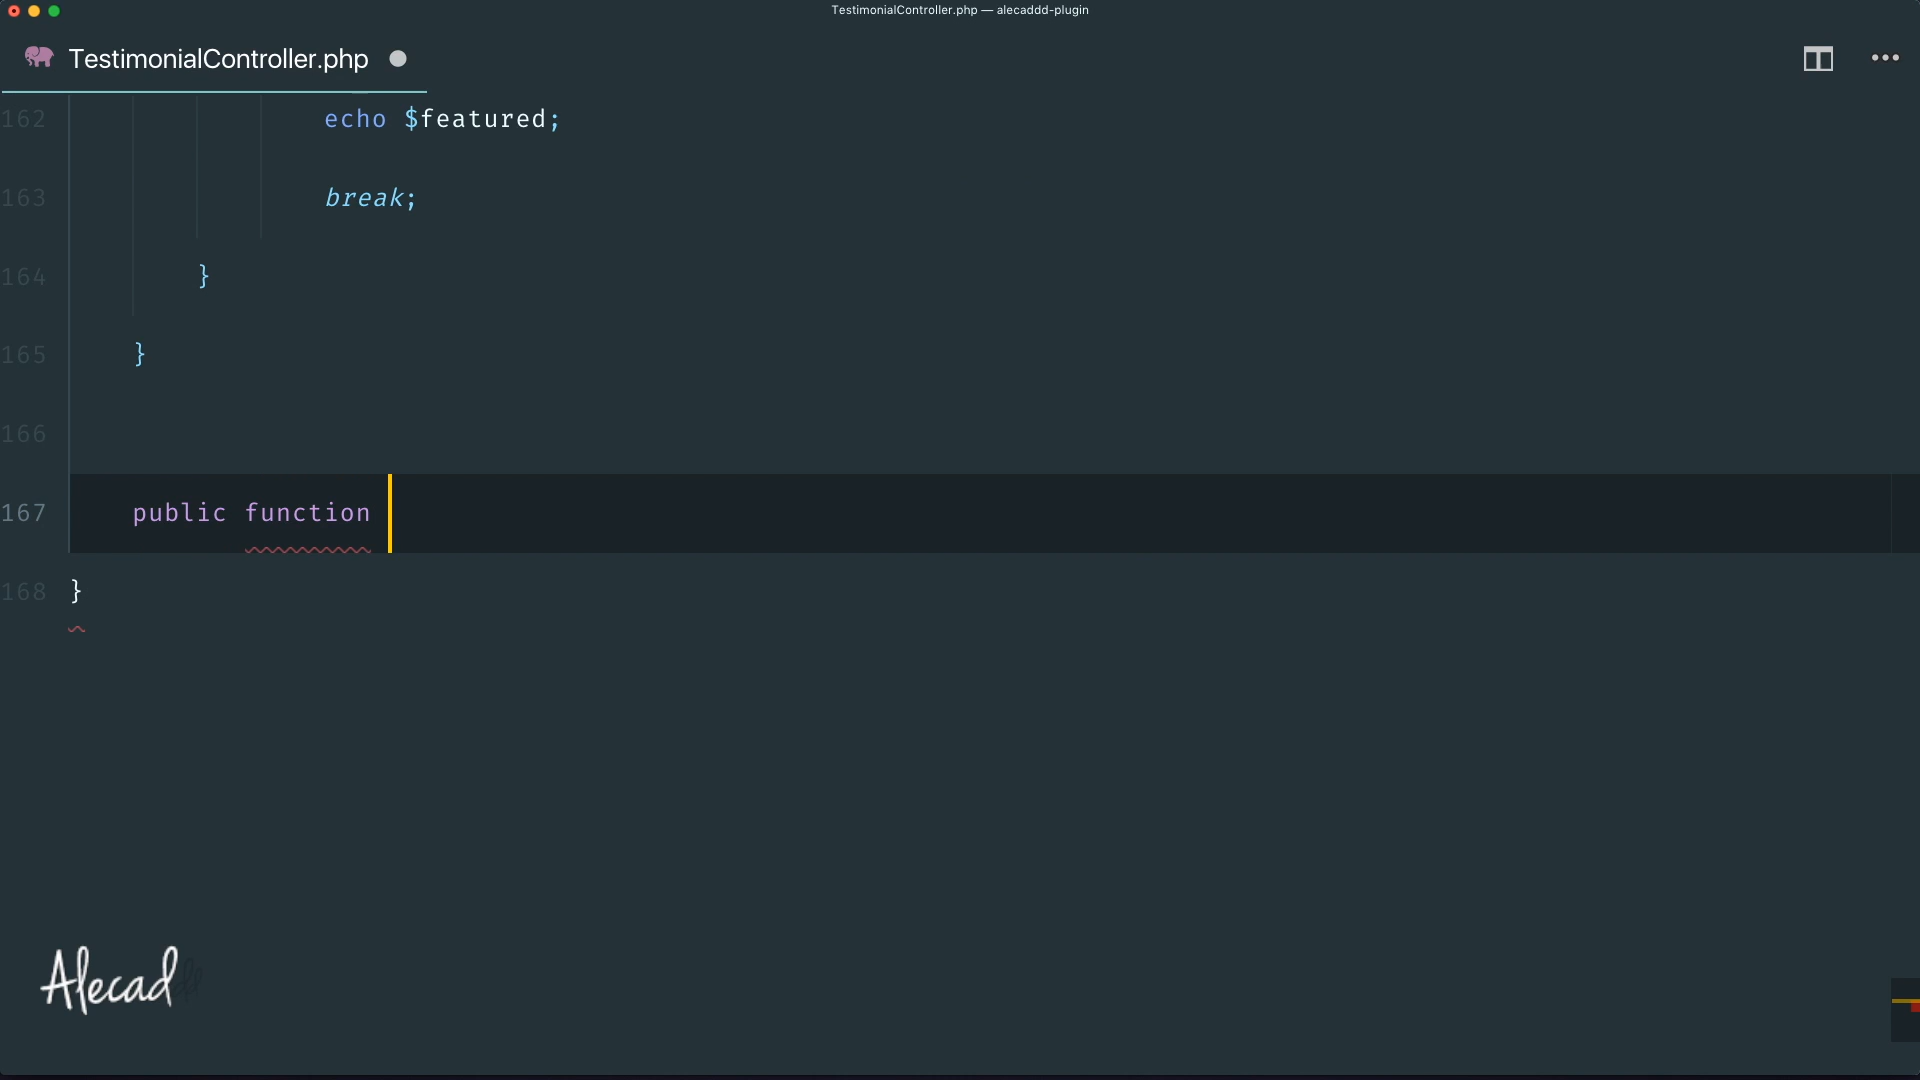 TestimonialController.php — alecaddd-plugin
TestimonialController.php
162 echo $featured;
163 break;
164 }
165 }
166
167 public function
168 }
Alecad